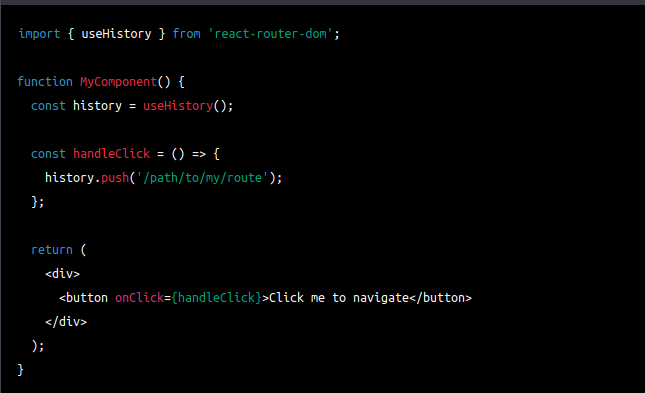 import { useHistory } from 'react-router-dom';
function MyComponent() {
const history = useHistory();
const handleClick = () => {
history.push('/path/to/my/route');
};
return (
<div>
<button onClick={handleClick}>Click me to navigate</button>
</div>
);
}